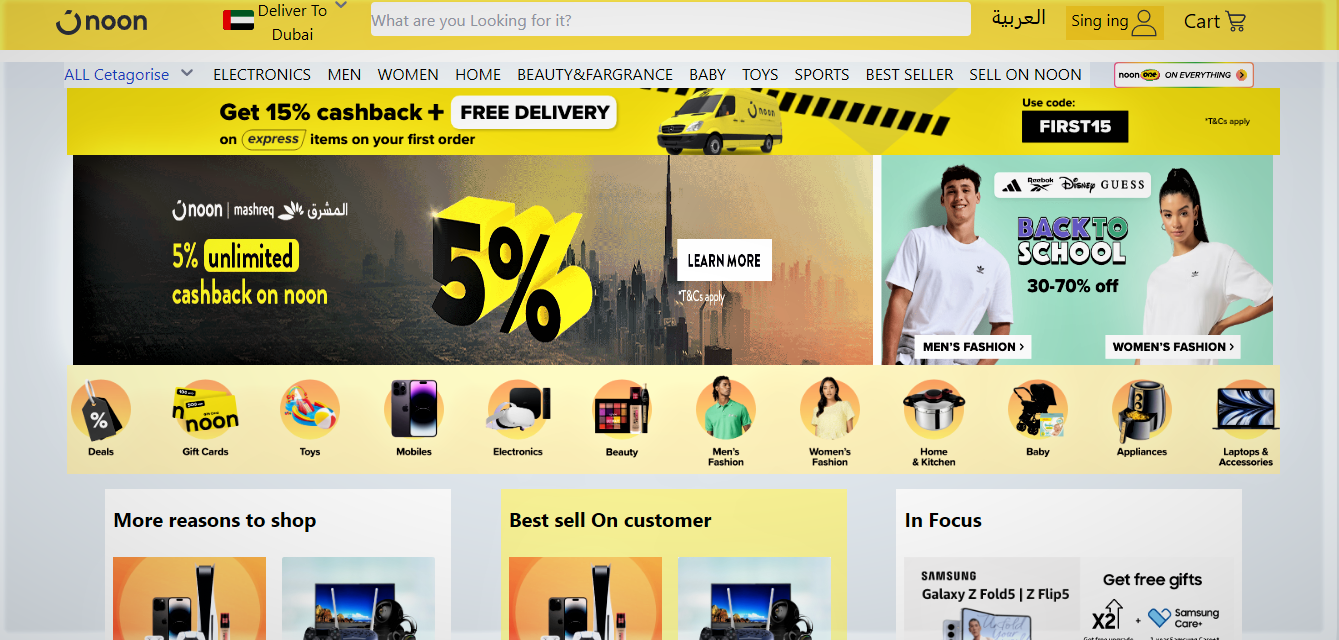 noon
Deliver To
Dubai
What are you Looking for it?
العربية
Sing ing
Cart
ALL Cetagorise
ELECTRONICS
MEN
WOMEN
HOME
BEAUTY&FARGRANCE
BABY
TOYS
SPORTS
BEST SELLER
SELL ON NOON
noon one ON EVERYTHING
Get 15% cashback + FREE DELIVERY
on express items on your first order
noon
Use code:
FIRST15
*T&Cs apply
noon | mashreq المشرق
5% unlimited
cashback on noon
5%
LEARN MORE
*T&Cs apply
Reebok Disney GUESS
BACK TO
SCHOOL
30-70% off
MEN'S FASHION >
WOMEN'S FASHION >
noon
Deals
Gift Cards
Toys
Mobiles
Electronics
Beauty
Men's
Fashion
Women's
Fashion
Home
& Kitchen
Baby
Appliances
Laptops &
Accessories
More reasons to shop
Best sell On customer
In Focus
SAMSUNG
Galaxy Z Fold5 | Z Flip5
Unfold
Your
Get free gifts
X2
+
Samsung
Care+